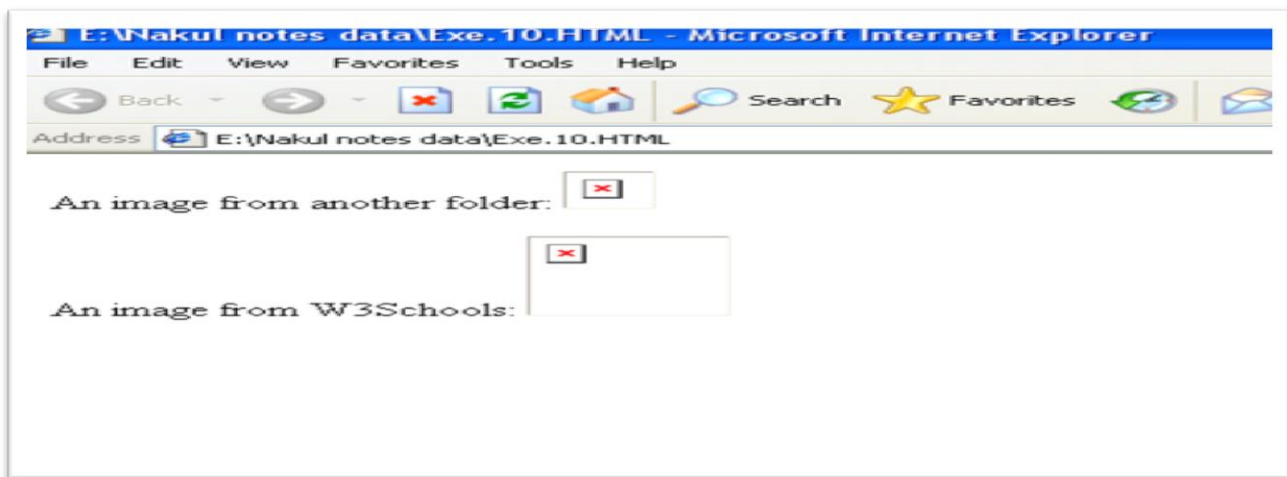 E:\Nakul notes data\Exe.10.HTML - Microsoft Internet Explorer
File Edit View Favorites Tools Help
Back Search Favorites
Address E:\Nakul notes data\Exe.10.HTML
An image from another folder:
An image from W3Schools: